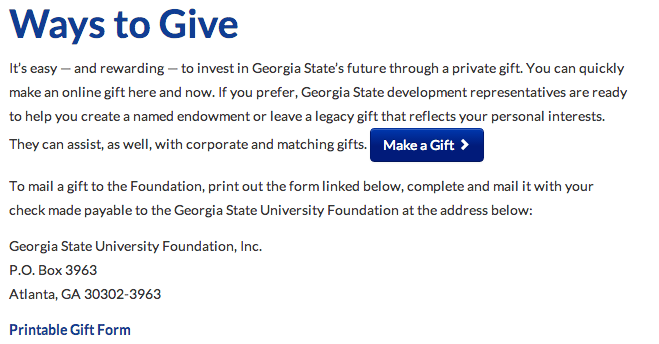 Ways to Give
It's easy — and rewarding — to invest in Georgia State's future through a private gift. You can quickly
make an online gift here and now. If you prefer, Georgia State development representatives are ready
to help you create a named endowment or leave a legacy gift that reflects your personal interests.
They can assist, as well, with corporate and matching gifts. Make a Gift
To mail a gift to the Foundation, print out the form linked below, complete and mail it with your
check made payable to the Georgia State University Foundation at the address below:
Georgia State University Foundation, Inc.
P.O. Box 3963
Atlanta, GA 30302-3963
Printable Gift Form